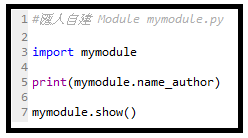 1 #匯入自建 Module mymodule.py
2
3 import mymodule
4
5 print(mymodule.name_author)
6
7 mymodule.show()